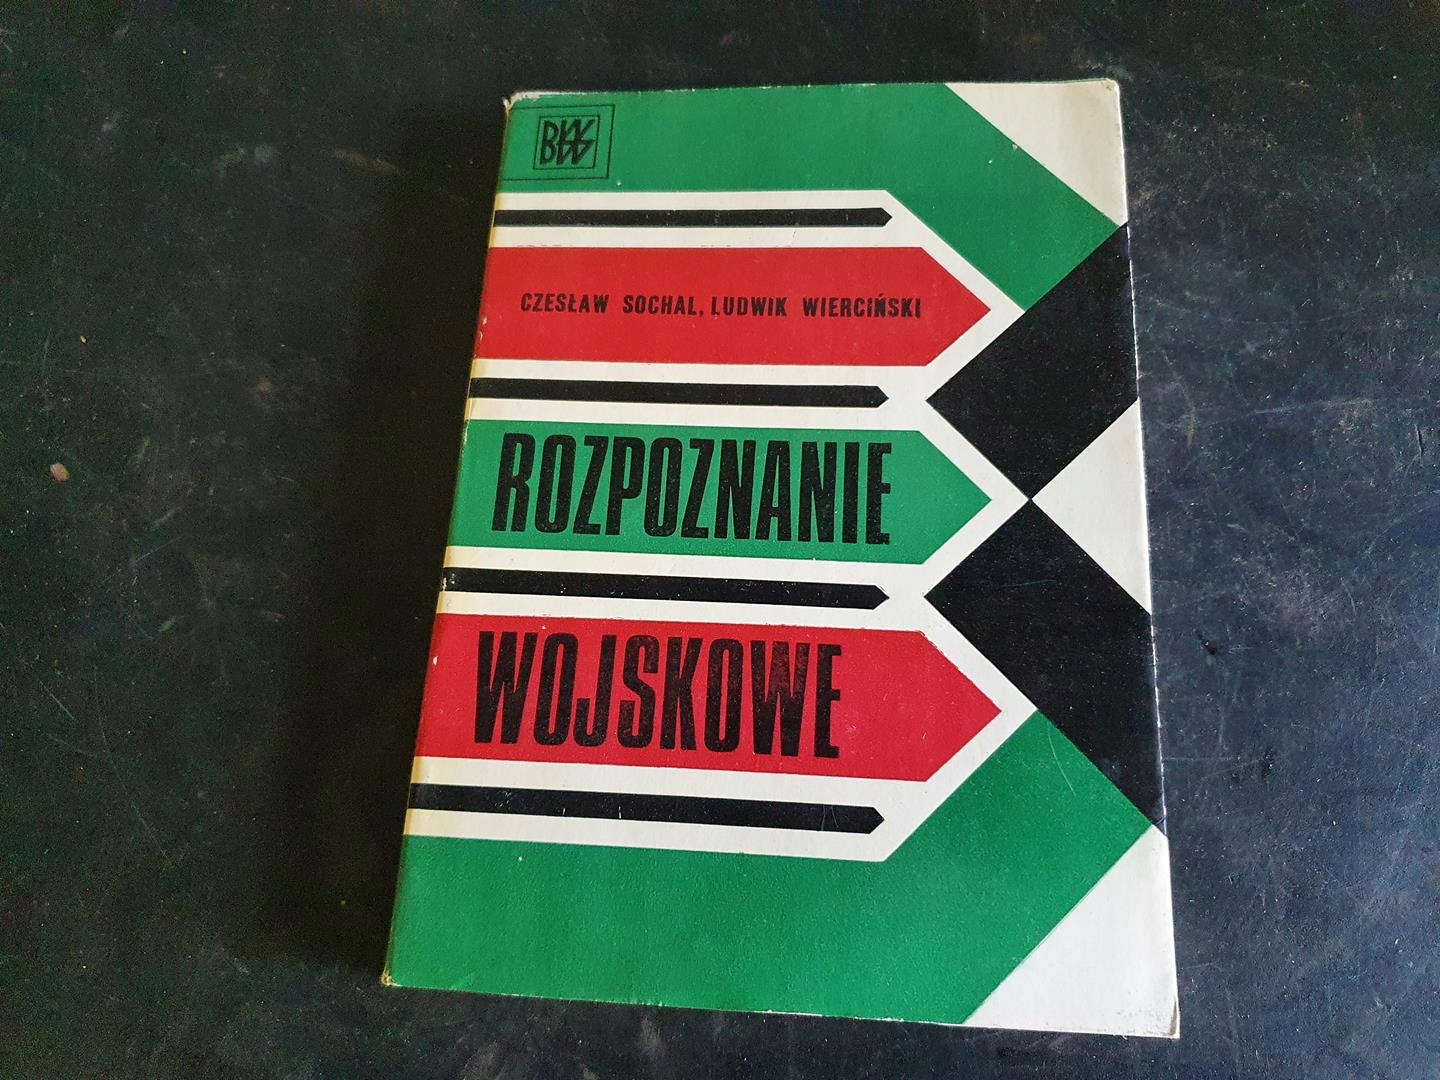 BWW
CZESŁAW SOCHAL, LUDWIK WIERCIŃSKI
ROZPOZNANIE
WOJSKOWE